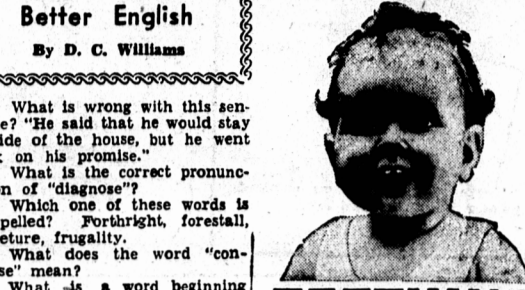 Better English
By D. C. Williams
What is wrong with this sen-
e? "He said that he would stay
ide of the house, but he went
on his promise."
What is the correct pronunc-
n of "diagnose"?
Which one of these words is
pelled? Forthright, forestall,
eture, frugality.
What does the word "con-
se" mean?
What is a word beginning